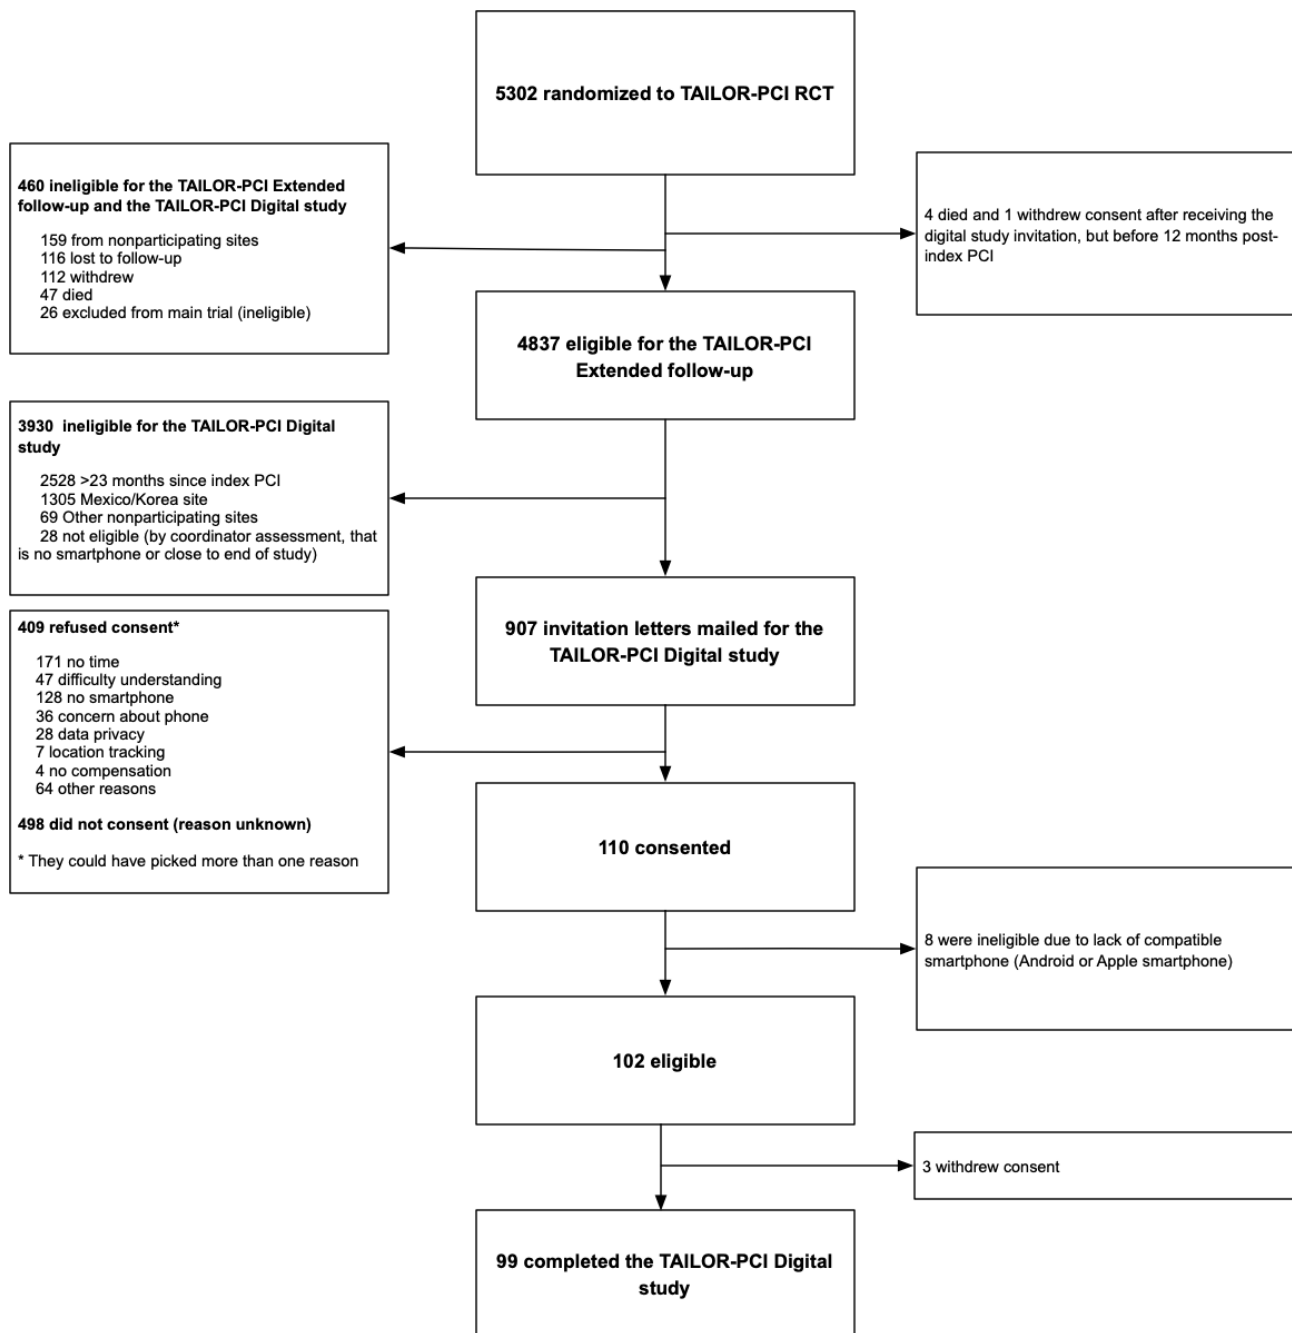 5302 randomized to TAILOR-PCI RCT
460 ineligible for the TAILOR-PCI Extended
follow-up and the TAILOR-PCI Digital study
159 from nonparticipating sites
116 lost to follow-up
112 withdrew
47 died
26 excluded from main trial (ineligible)
4 died and 1 withdrew consent after receiving the
digital study invitation, but before 12 months post-
index PCI
4837 eligible for the TAILOR-PCI
Extended follow-up
3930 ineligible for the TAILOR-PCI Digital
study
2528 >23 months since index PCI
1305 Mexico/Korea site
69 Other nonparticipating sites
28 not eligible (by coordinator assessment, that
is no smartphone or close to end of study)
907 invitation letters mailed for the
TAILOR-PCI Digital study
409 refused consent*
171 no time
47 difficulty understanding
128 no smartphone
36 concern about phone
28 data privacy
7 location tracking
4 no compensation
64 other reasons
498 did not consent (reason unknown)
* They could have picked more than one reason
110 consented
8 were ineligible due to lack of compatible
smartphone (Android or Apple smartphone)
102 eligible
3 withdrew consent
99 completed the TAILOR-PCI Digital
study